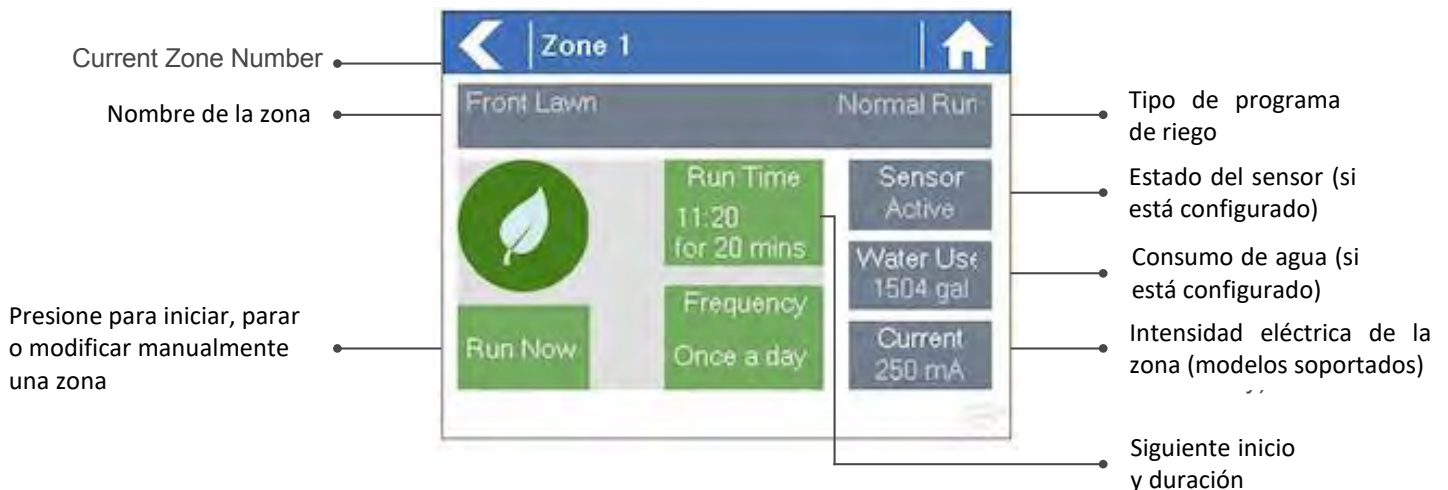 Current Zone Number
Nombre de la zona
Presione para iniciar, parar
o modificar manualmente
una zona
Zone 1
Front Lawn
Normal Run
Run Time
11:20
for 20 mins
Frequency
Once a day
Run Now
Sensor
Active
Water Use
1504 gal
Current
250 mA
Tipo de programa
de riego
Estado del sensor (si
está configurado)
Consumo de agua (si
está configurado)
Intensidad eléctrica de la
zona (modelos soportados)
Siguiente inicio
y duración